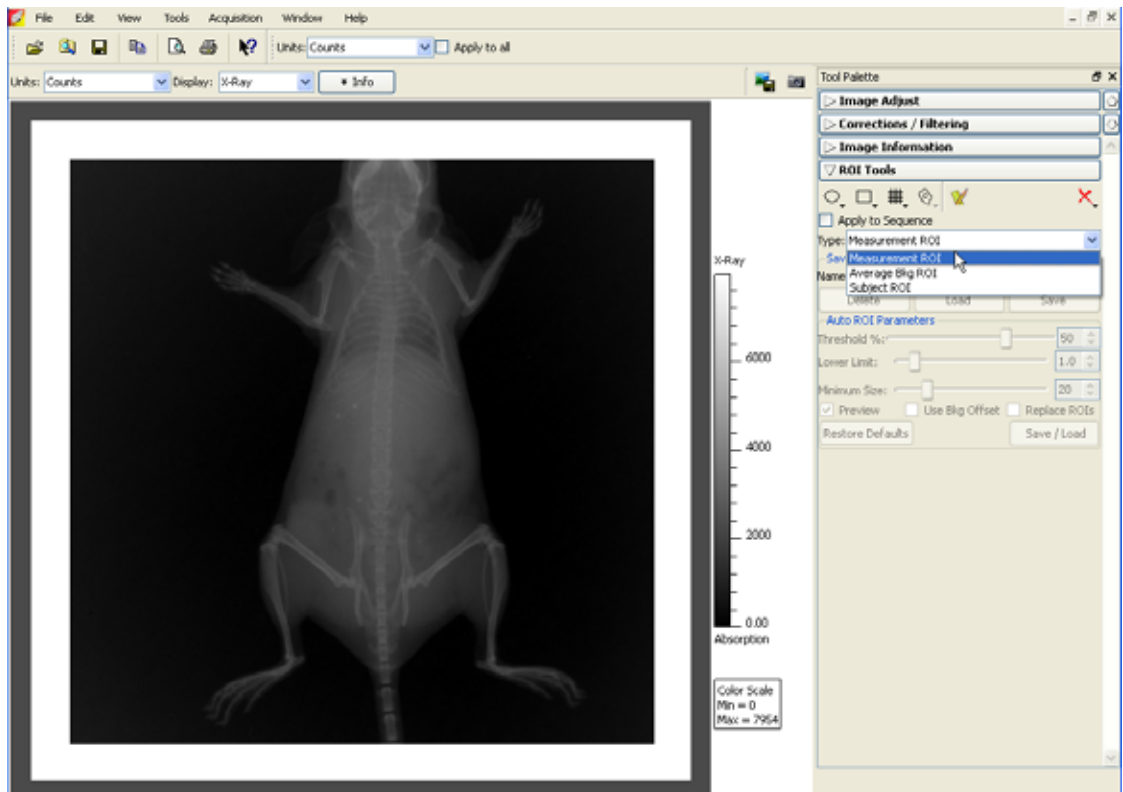 File Edit View Tools Acquisition Window Help
Units: Counts Apply to all
Units: Counts Display: X-Ray Info
Tool Palette
Image Adjust
Corrections / Filtering
Image Information
ROI Tools
Apply to Sequence
Type: Measurement ROI
Measurement ROI
Average Bkg ROI
Subject ROI
Sav
Name
Delete Load Save
Auto ROI Parameters
Threshold %: 50
Lower Limit: 1.0
Minimum Size: 20
Preview Use Bkg Offset Replace ROIs
Restore Defaults Save / Load
X-Ray
6000
4000
2000
0.00
Absorption
Color Scale
Min = 0
Max = 7954